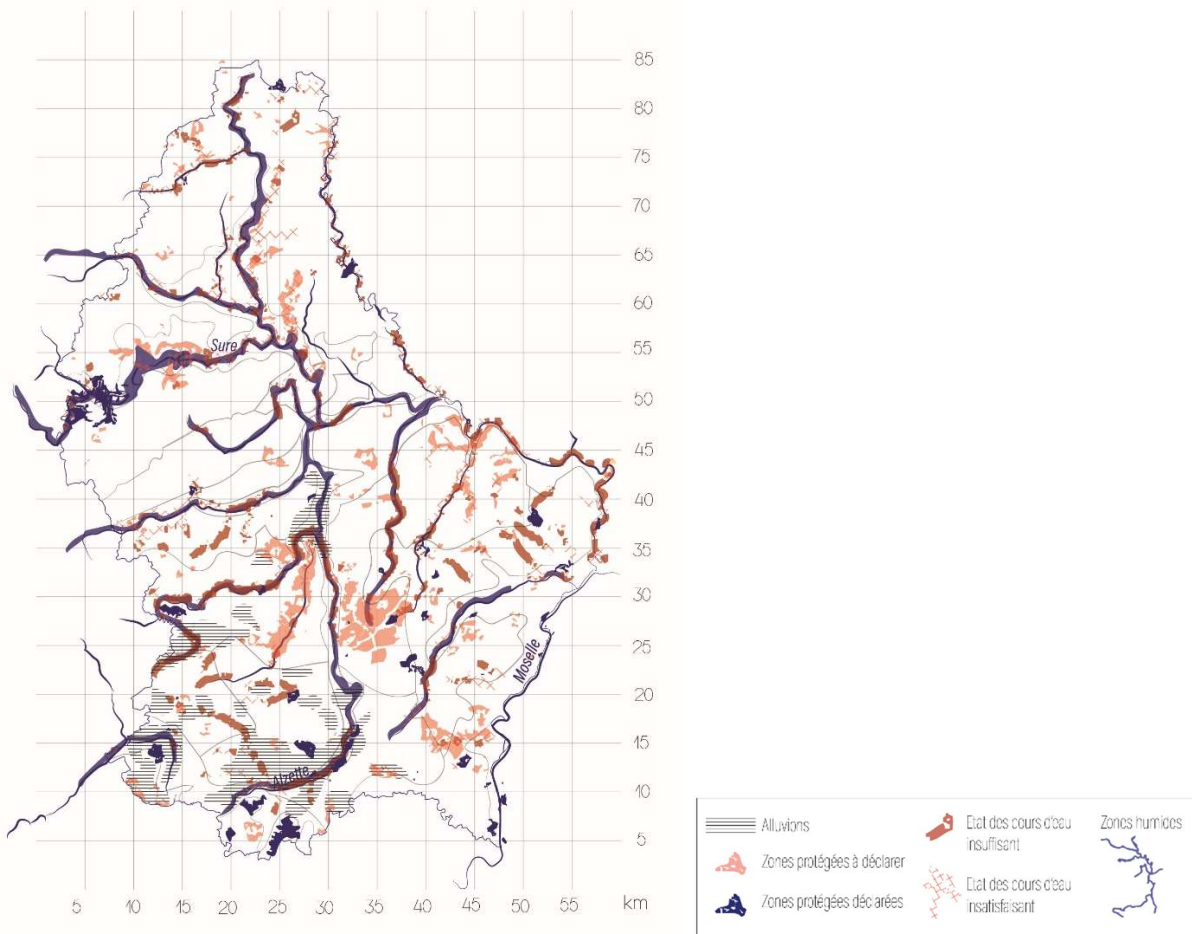 85
80
75
70
65
60
Sure
55
50
45
40
35
30
Moselle
25
20
15
Alzette
10
5
5 10 15 20 25 30 35 40 45 50 55 km
Alluvions
Zones protégées à déclarer
Zones protégées déclarées
Etat des cours d'eau
insuffisant
Etat des cours d'eau
insatisfaisant
Zones humides